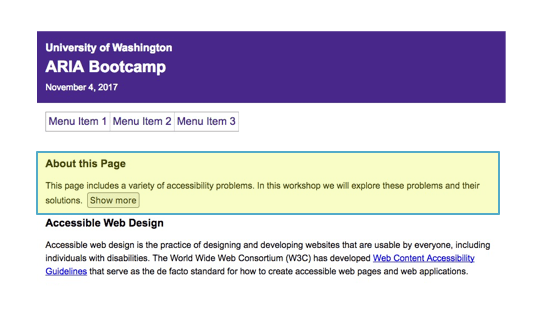 University of Washington
ARIA Bootcamp
November 4, 2017
Menu Item 1 Menu Item 2 Menu Item 3
About this Page
This page includes a variety of accessibility problems. In this workshop we will explore these problems and their
solutions. Show more
Accessible Web Design
Accessible web design is the practice of designing and developing websites that are usable by everyone, including
individuals with disabilities. The World Wide Web Consortium (W3C) has developed Web Content Accessibility
Guidelines that serve as the de facto standard for how to create accessible web pages and web applications.